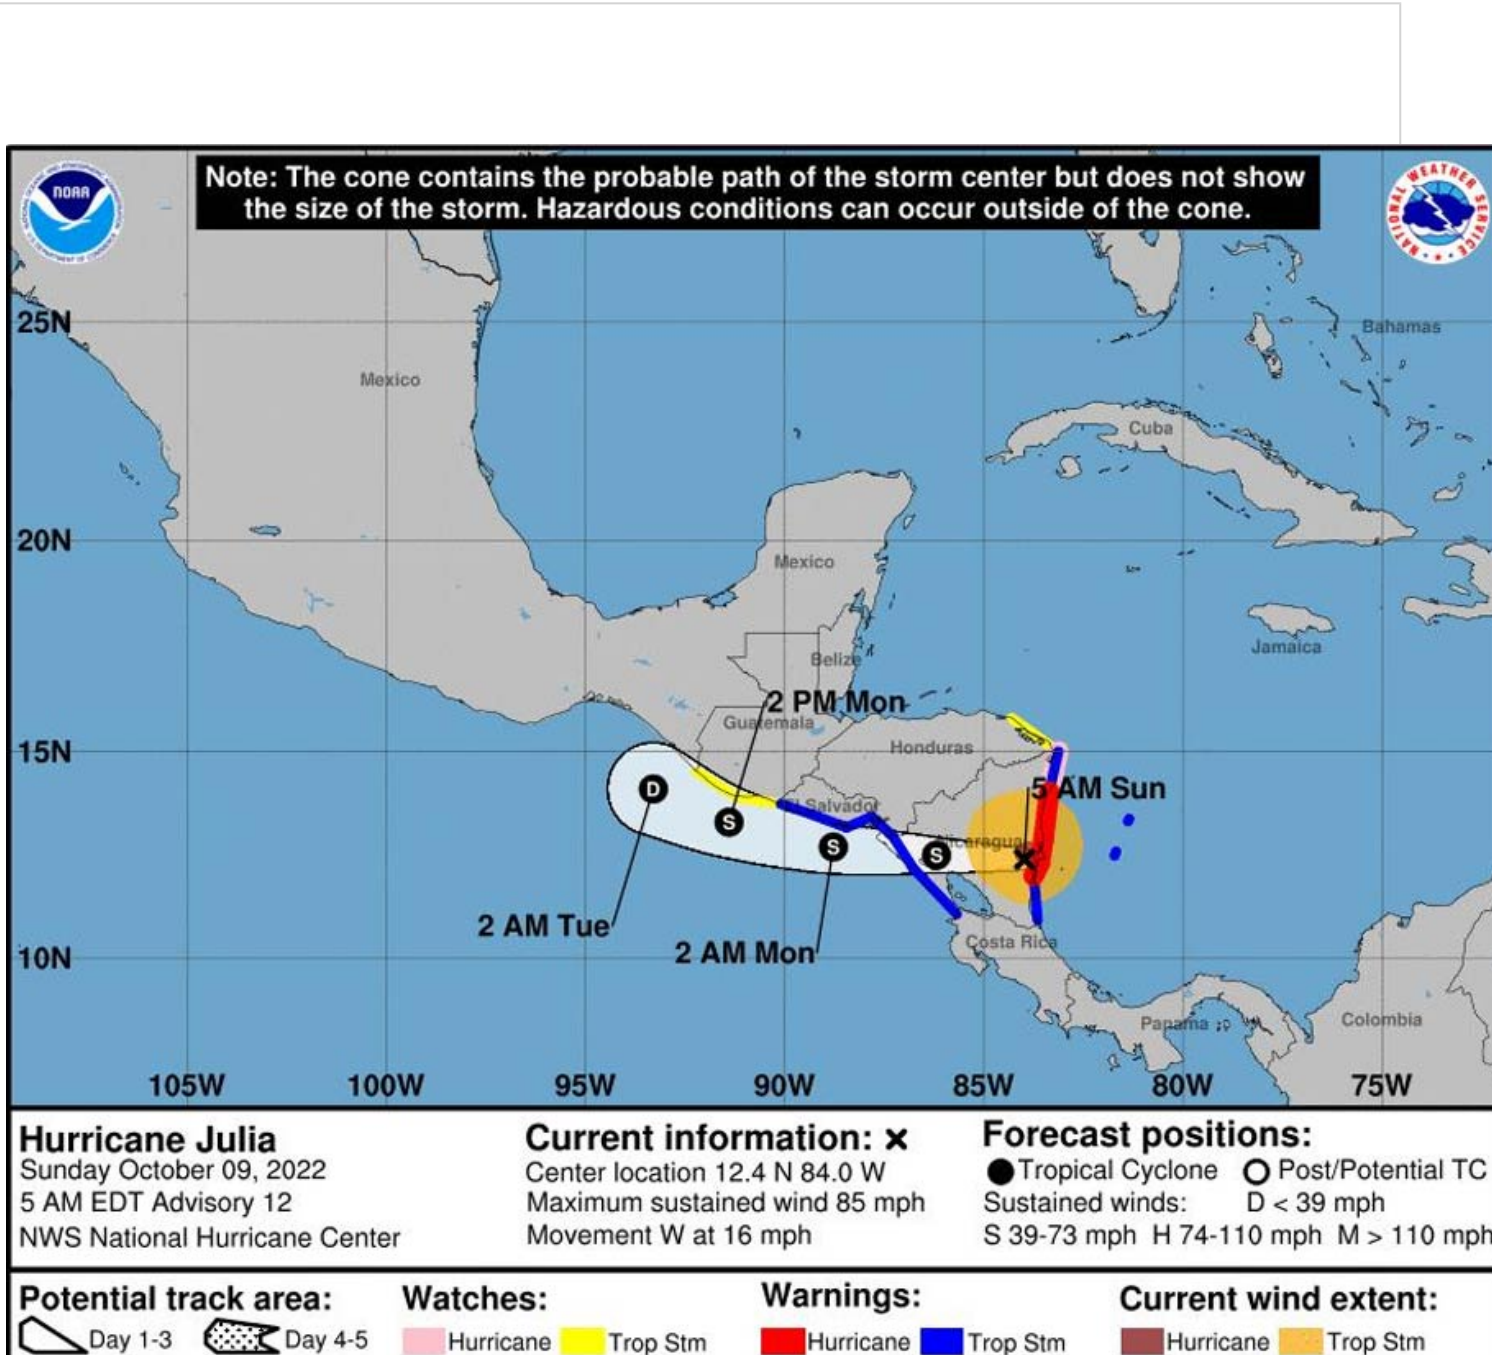 NOAA
Note: The cone contains the probable path of the storm center but does not show
the size of the storm. Hazardous conditions can occur outside of the cone.
NATIONAL WEATHER SERVICE
25N
Bahamas
Mexico
Cuba
20N
Mexico
Jamaica
Belize
2 PM Mon
Guatemala
Honduras
15N
5 AM Sun
El Salvador
Nicaragua
2 AM Tue
D
S
S
S
2 AM Mon
Costa Rica
10N
Panama
Colombia
105W 100W 95W 90W 85W 80W 75W
Hurricane Julia
Sunday October 09, 2022
5 AM EDT Advisory 12
NWS National Hurricane Center
Current information: x
Center location 12.4 N 84.0 W
Maximum sustained wind 85 mph
Movement W at 16 mph
Forecast positions:
Tropical Cyclone Post/Potential TC
Sustained winds: D < 39 mph
S 39-73 mph H 74-110 mph M > 110 mph
Potential track area:
Day 1-3 Day 4-5
Watches:
Hurricane Trop Stm
Warnings:
Hurricane Trop Stm
Current wind extent:
Hurricane Trop Stm